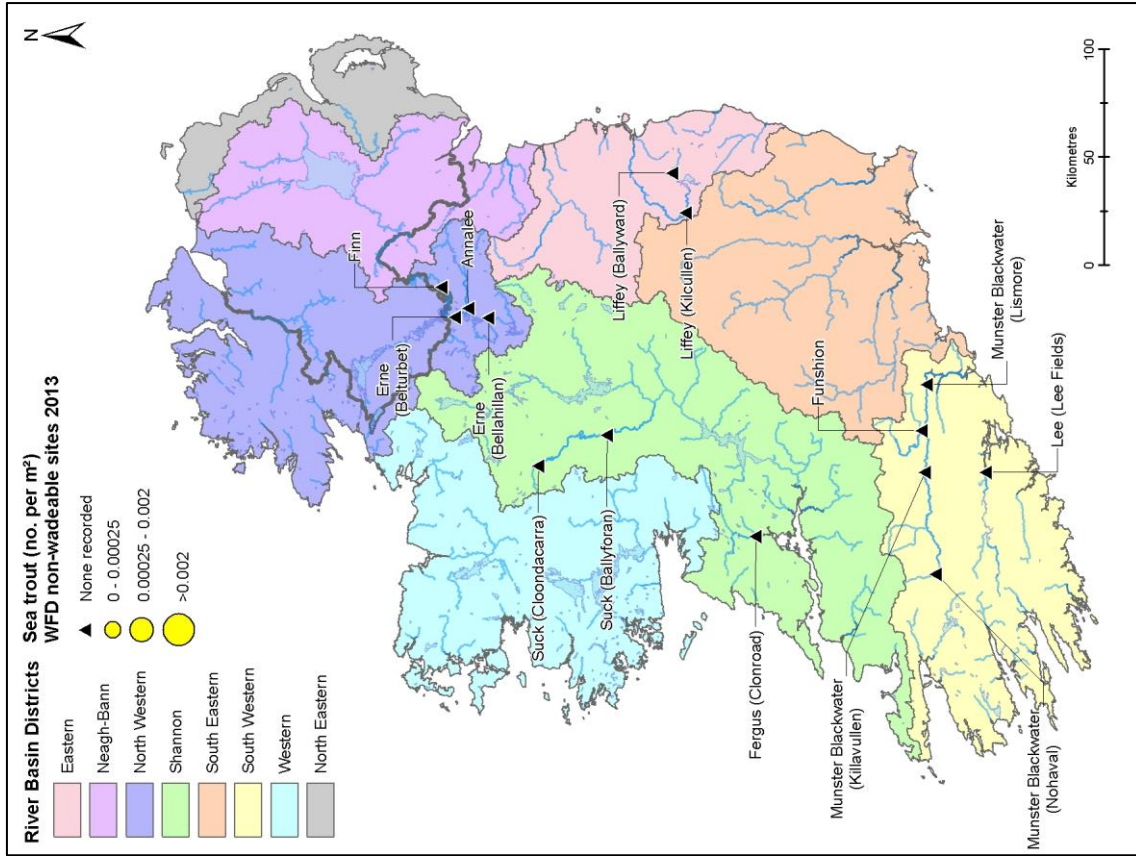 River Basin Districts
Eastern
Neagh-Bann
North Western
Shannon
South Eastern
South Western
Western
North Eastern
Sea trout (no. per m²)
WFD non-wadeable sites 2013
None recorded
0 - 0.00025
0.00025 - 0.002
>0.002
N
Finn
Annalee
Erne
(Belturbet)
Erne
(Bellahillan)
Suck (Cloondacarra)
Suck (Ballyforan)
Liffey (Ballyward)
Liffey (Kilcullen)
Fergus (Clonroad)
Funshion
Munster Blackwater
(Killavullen)
Munster Blackwater
(Nohaval)
Munster Blackwater
(Lismore)
Lee (Lee Fields)
0 50 100
Kilometres